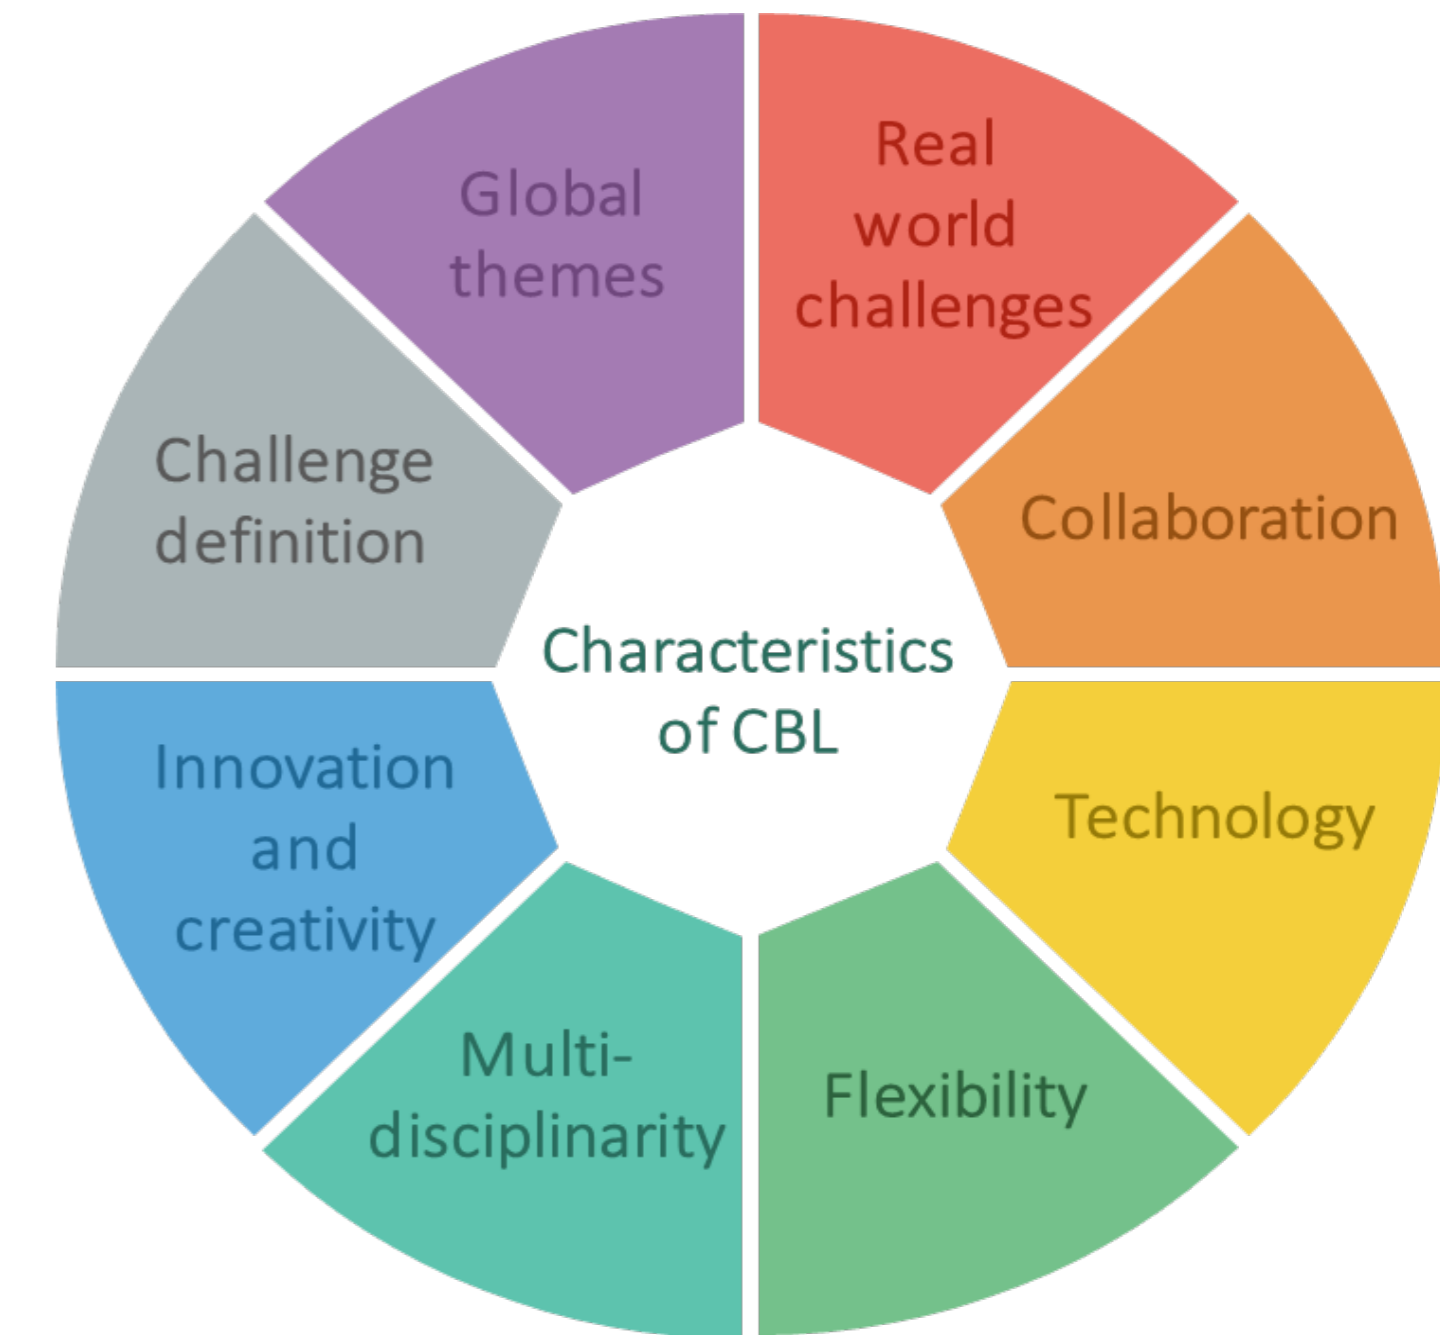 Global
themes
Real
world
challenges
Collaboration
Technology
Flexibility
Multi-
disciplinarity
Innovation
and
creativity
Challenge
definition
Characteristics
of CBL